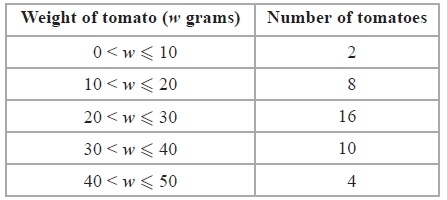 Weight of tomato (w grams) Number of tomatoes
0 < w ⩽ 10 2
10 < w ⩽ 20 8
20 < w ⩽ 30 16
30 < w ⩽ 40 10
40 < w ⩽ 50 4